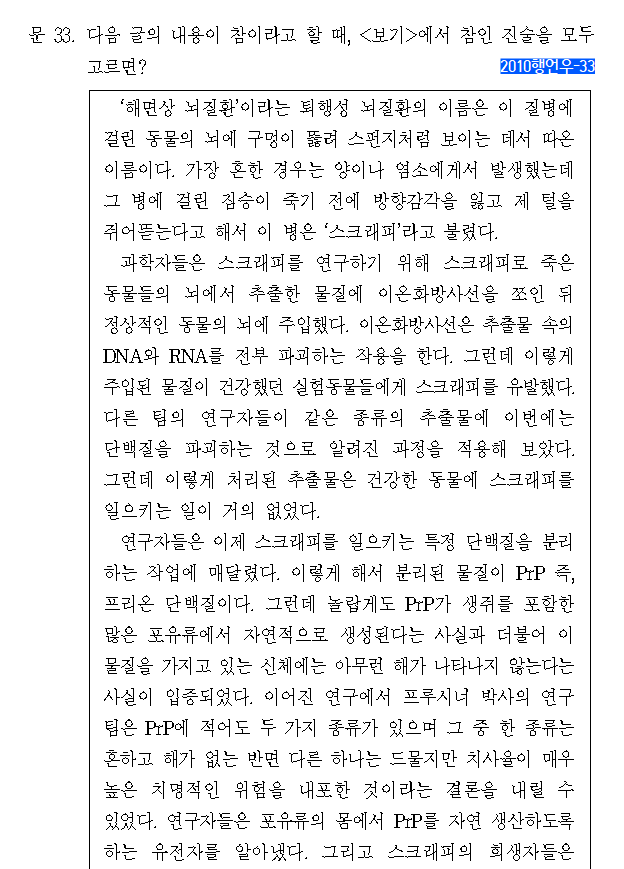 문 33. 다음 글의 내용이 참이라고 할 때, <보기>에서 참인 진술을 모두
고르면?
2010행언우-33
‘해면상 뇌질환’이라는 퇴행성 뇌질환의 이름은 이 질병에
걸린 동물의 뇌에 구멍이 뚫려 스펀지처럼 보이는 데서 따온
이름이다. 가장 흔한 경우는 양이나 염소에게서 발생했는데
그 병에 걸린 짐승이 죽기 전에 방향감각을 잃고 제 털을
쥐어뜯는다고 해서 이 병은 ‘스크래피’라고 불렸다.
과학자들은 스크래피를 연구하기 위해 스크래피로 죽은
동물들의 뇌에서 추출한 물질에 이온화방사선을 쪼인 뒤
정상적인 동물의 뇌에 주입했다. 이온화방사선은 추출물 속의
DNA와 RNA를 전부 파괴하는 작용을 한다. 그런데 이렇게
주입된 물질이 건강했던 실험동물들에게 스크래피를 유발했다.
다른 팀의 연구자들이 같은 종류의 추출물에 이번에는
단백질을 파괴하는 것으로 알려진 과정을 적용해 보았다.
그런데 이렇게 처리된 추출물은 건강한 동물에 스크래피를
일으키는 일이 거의 없었다.
연구자들은 이제 스크래피를 일으키는 특정 단백질을 분리
하는 작업에 매달렸다. 이렇게 해서 분리된 물질이 PrP 즉,
프리온 단백질이다. 그런데 놀랍게도 PrP가 생쥐를 포함한
많은 포유류에서 자연적으로 생성된다는 사실과 더불어 이
물질을 가지고 있는 신체에는 아무런 해가 나타나지 않는다는
사실이 입증되었다. 이어진 연구에서 프루시너 박사의 연구
팀은 PrP에 적어도 두 가지 종류가 있으며 그 중 한 종류는
흔하고 해가 없는 반면 다른 하나는 드물지만 치사율이 매우
높은 치명적인 위험을 내포한 것이라는 결론을 내릴 수
있었다. 연구자들은 포유류의 몸에서 PrP를 자연 생산하도록
하는 유전자를 알아냈다. 그리고 스크래피의 희생자들은